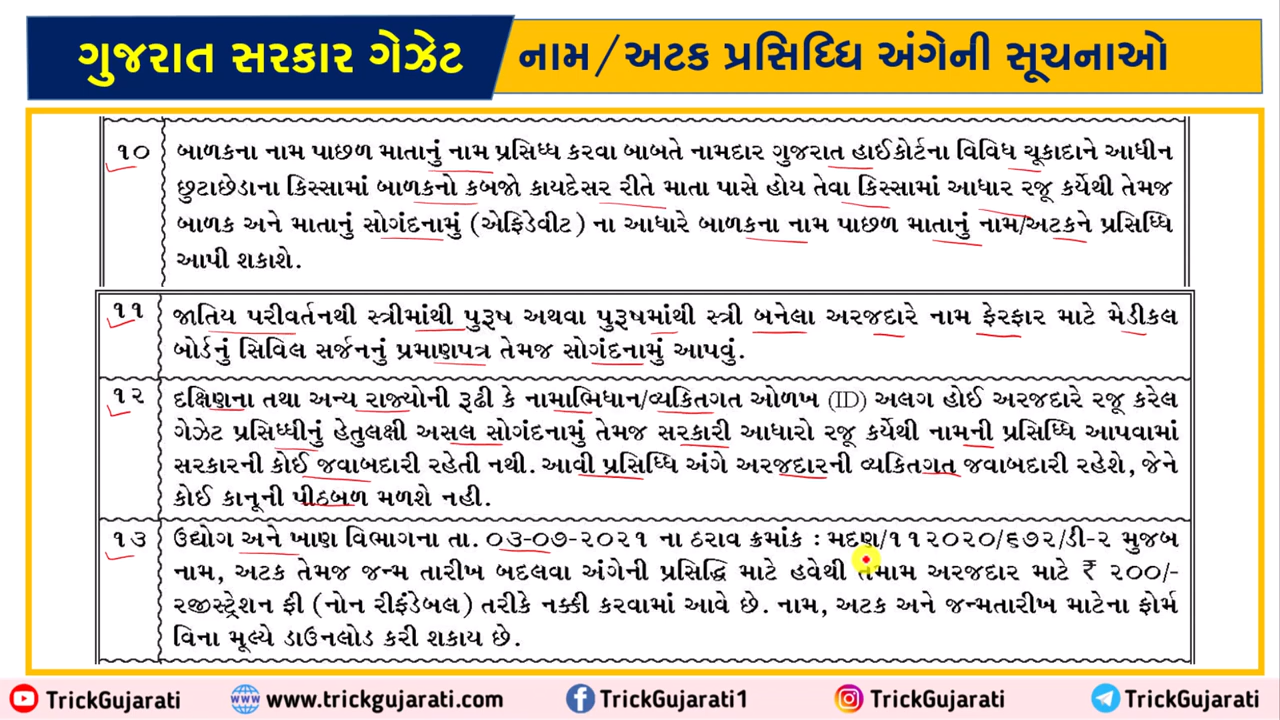 ગુજરાત સરકાર ગેઝેટ
નામ/અટક પ્રસિધ્ધિ અંગેની સૂચનાઓ
૧૦ બાળકના નામ પાછળ માતાનું નામ પ્રસિધ્ધ કરવા બાબતે નામદાર ગુજરાત હાઈકોર્ટના વિવિધ ચૂકાદાને આધીન
છુટાછેડાના કિસ્સામાં બાળકનો કબજો કાયદેસર રીતે માતા પાસે હોય તેવા કિસ્સામાં આધાર રજૂ કર્યેથી તેમજ
બાળક અને માતાનું સોગંદનામું (એફિડેવીટ) ના આધારે બાળકના નામ પાછળ માતાનું નામ/અટકને પ્રસિધ્ધિ
આપી શકાશે.
૧૧ જાતિય પરીવર્તનથી સ્ત્રીમાંથી પુરૂષ અથવા પુરૂષમાંથી સ્ત્રી બનેલા અરજદારે નામ ફેરફાર માટે મેડીકલ
બોર્ડનું સિવિલ સર્જનનું પ્રમાણપત્ર તેમજ સોગંદનામું આપવું.
૧૨ દક્ષિણના તથા અન્ય રાજ્યોની રૂઢી કે નામાભિધાન/વ્યકિતગત ઓળખ (ID) અલગ હોઈ અરજદારે રજૂ કરેલ
ગેઝેટ પ્રસિધ્ધીનું હેતુલક્ષી અસલ સોગંદનામું તેમજ સરકારી આધારો રજૂ કર્યેથી નામની પ્રસિધ્ધિ આપવામાં
સરકારની કોઈ જવાબદારી રહેતી નથી. આવી પ્રસિધ્ધિ અંગે અરજદારની વ્યકિતગત જવાબદારી રહેશે, જેને
કોઈ કાનૂની પીઠબળ મળશે નહી.
૧૩ ઉદ્યોગ અને ખાણ વિભાગના તા. ૦૩-૦૭-૨૦૨૧ ના ઠરાવ ક્રમાંક : મદણ/૧૧૨૦૨૦/૬૭૨/ડી-૨ મુજબ
નામ, અટક તેમજ જન્મ તારીખ બદલવા અંગેની પ્રસિદ્ધિ માટે હવેથી તમામ અરજદાર માટે ₹ ૨૦૦/-
રજીસ્ટ્રેશન ફી (નોન રીફંડેબલ) તરીકે નક્કી કરવામાં આવે છે. નામ, અટક અને જન્મતારીખ માટેના ફોર્મ
વિના મૂલ્યે ડાઉનલોડ કરી શકાય છે.
TrickGujarati www.trickgujarati.com TrickGujarati1 TrickGujarati TrickGujarati